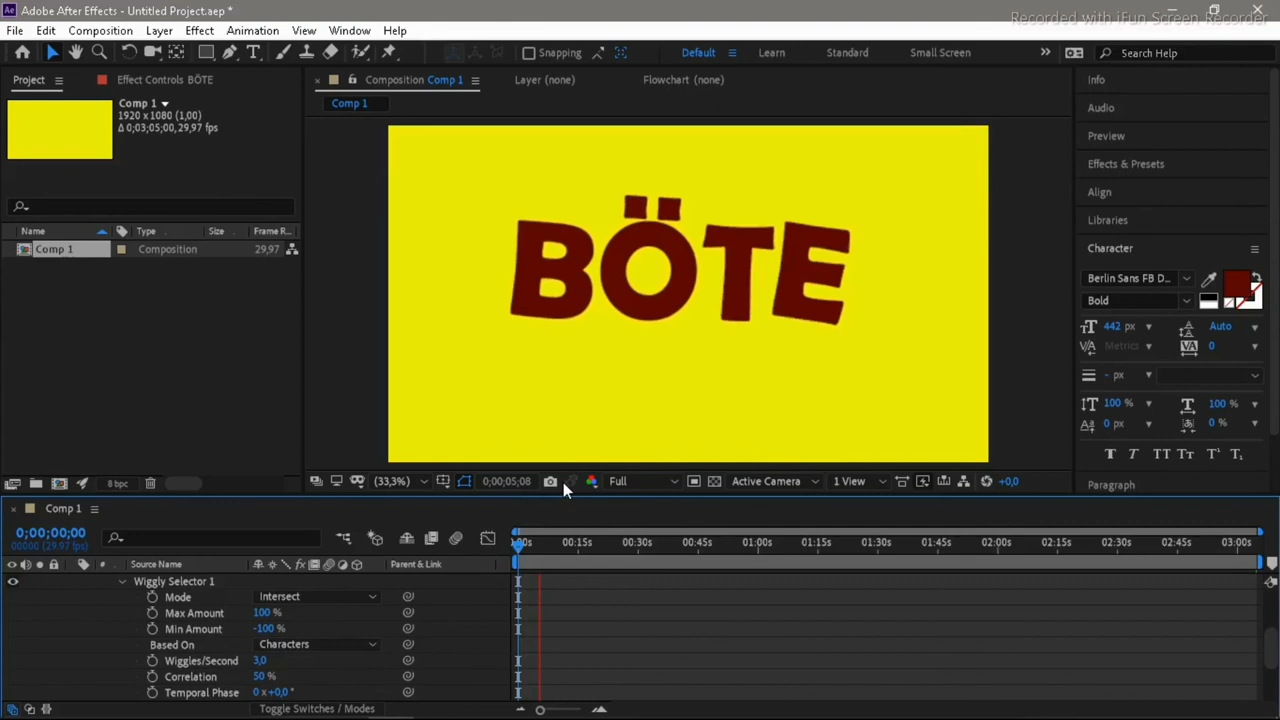 Adobe After Effects - Untitled Project.aep *
Recorded with iFun Screen Recorder
File Edit Composition Layer Effect Animation View Window Help
Snapping Default Learn Standard Small Screen Search Help
Project Effect Controls BÖTE Composition Comp 1 Layer (none) Flowchart (none) Info
Comp 1
1920 x 1080 (1,00)
Δ 0;03;05;00, 29,97 fps
Comp 1
Audio
Preview
Effects & Presets
Align
Libraries
Character
Berlin Sans FB D...
Bold
442 px Auto
Metrics 0
- px
100 % 100 %
0 px 0 %
T T TT Tт T¹ T₁
Paragraph
BÖTE
Name Type Size Frame R...
Comp 1 Composition 29,97
8 bpc
(33,3%) 0;00;05;08 Full Active Camera 1 View +0,0
Comp 1
0;00;00;00
00000 (29.97 fps)
:00s 00:15s 00:30s 00:45s 01:00s 01:15s 01:30s 01:45s 02:00s 02:15s 02:30s 02:45s 03:00s
# Source Name Parent & Link
Wiggly Selector 1
Mode Intersect
Max Amount 100 %
Min Amount -100 %
Based On Characters
Wiggles/Second 3,0
Correlation 50 %
Temporal Phase 0 x +0,0 °
Toggle Switches / Modes